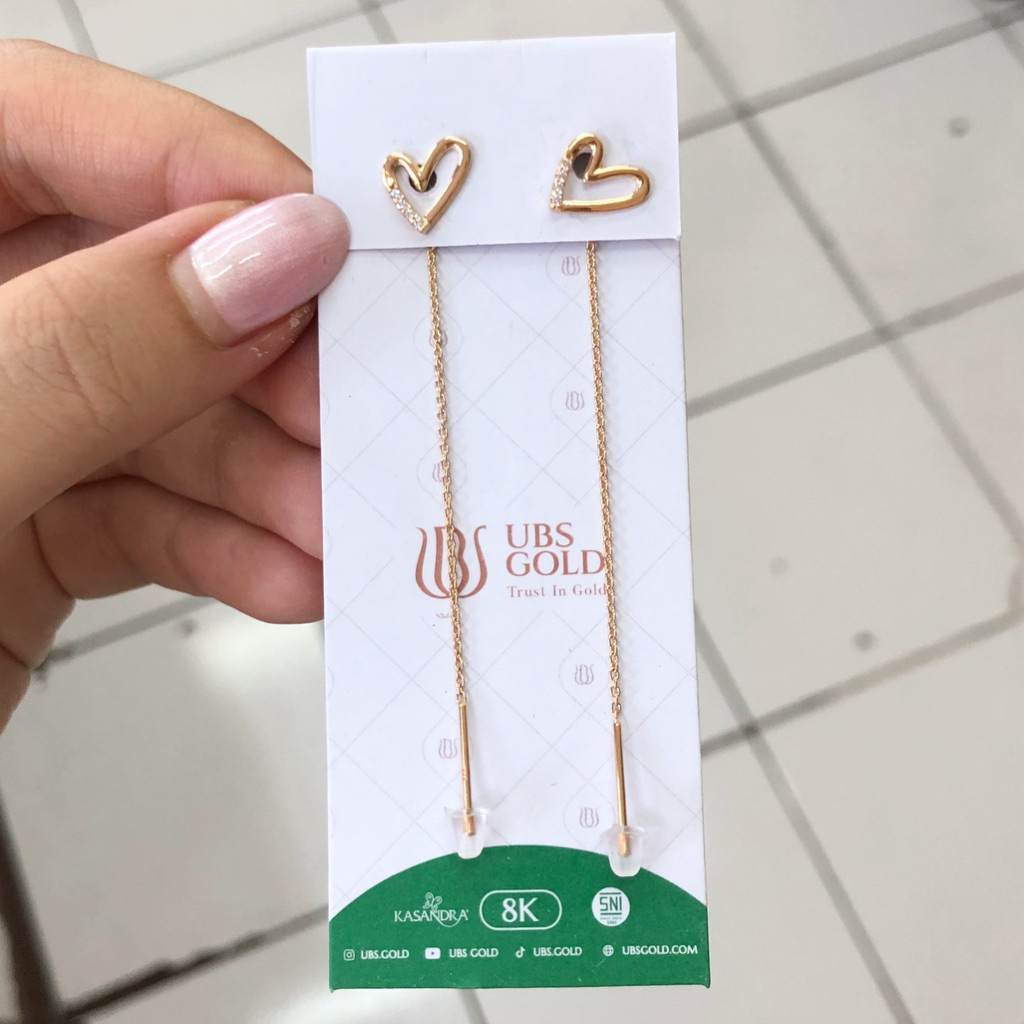 UBS
GOLD
Trust In Gold
KASANDRA
8K
SNI
UBS.GOLD
UBS GOLD
UBS.GOLD
UBSGOLD.COM